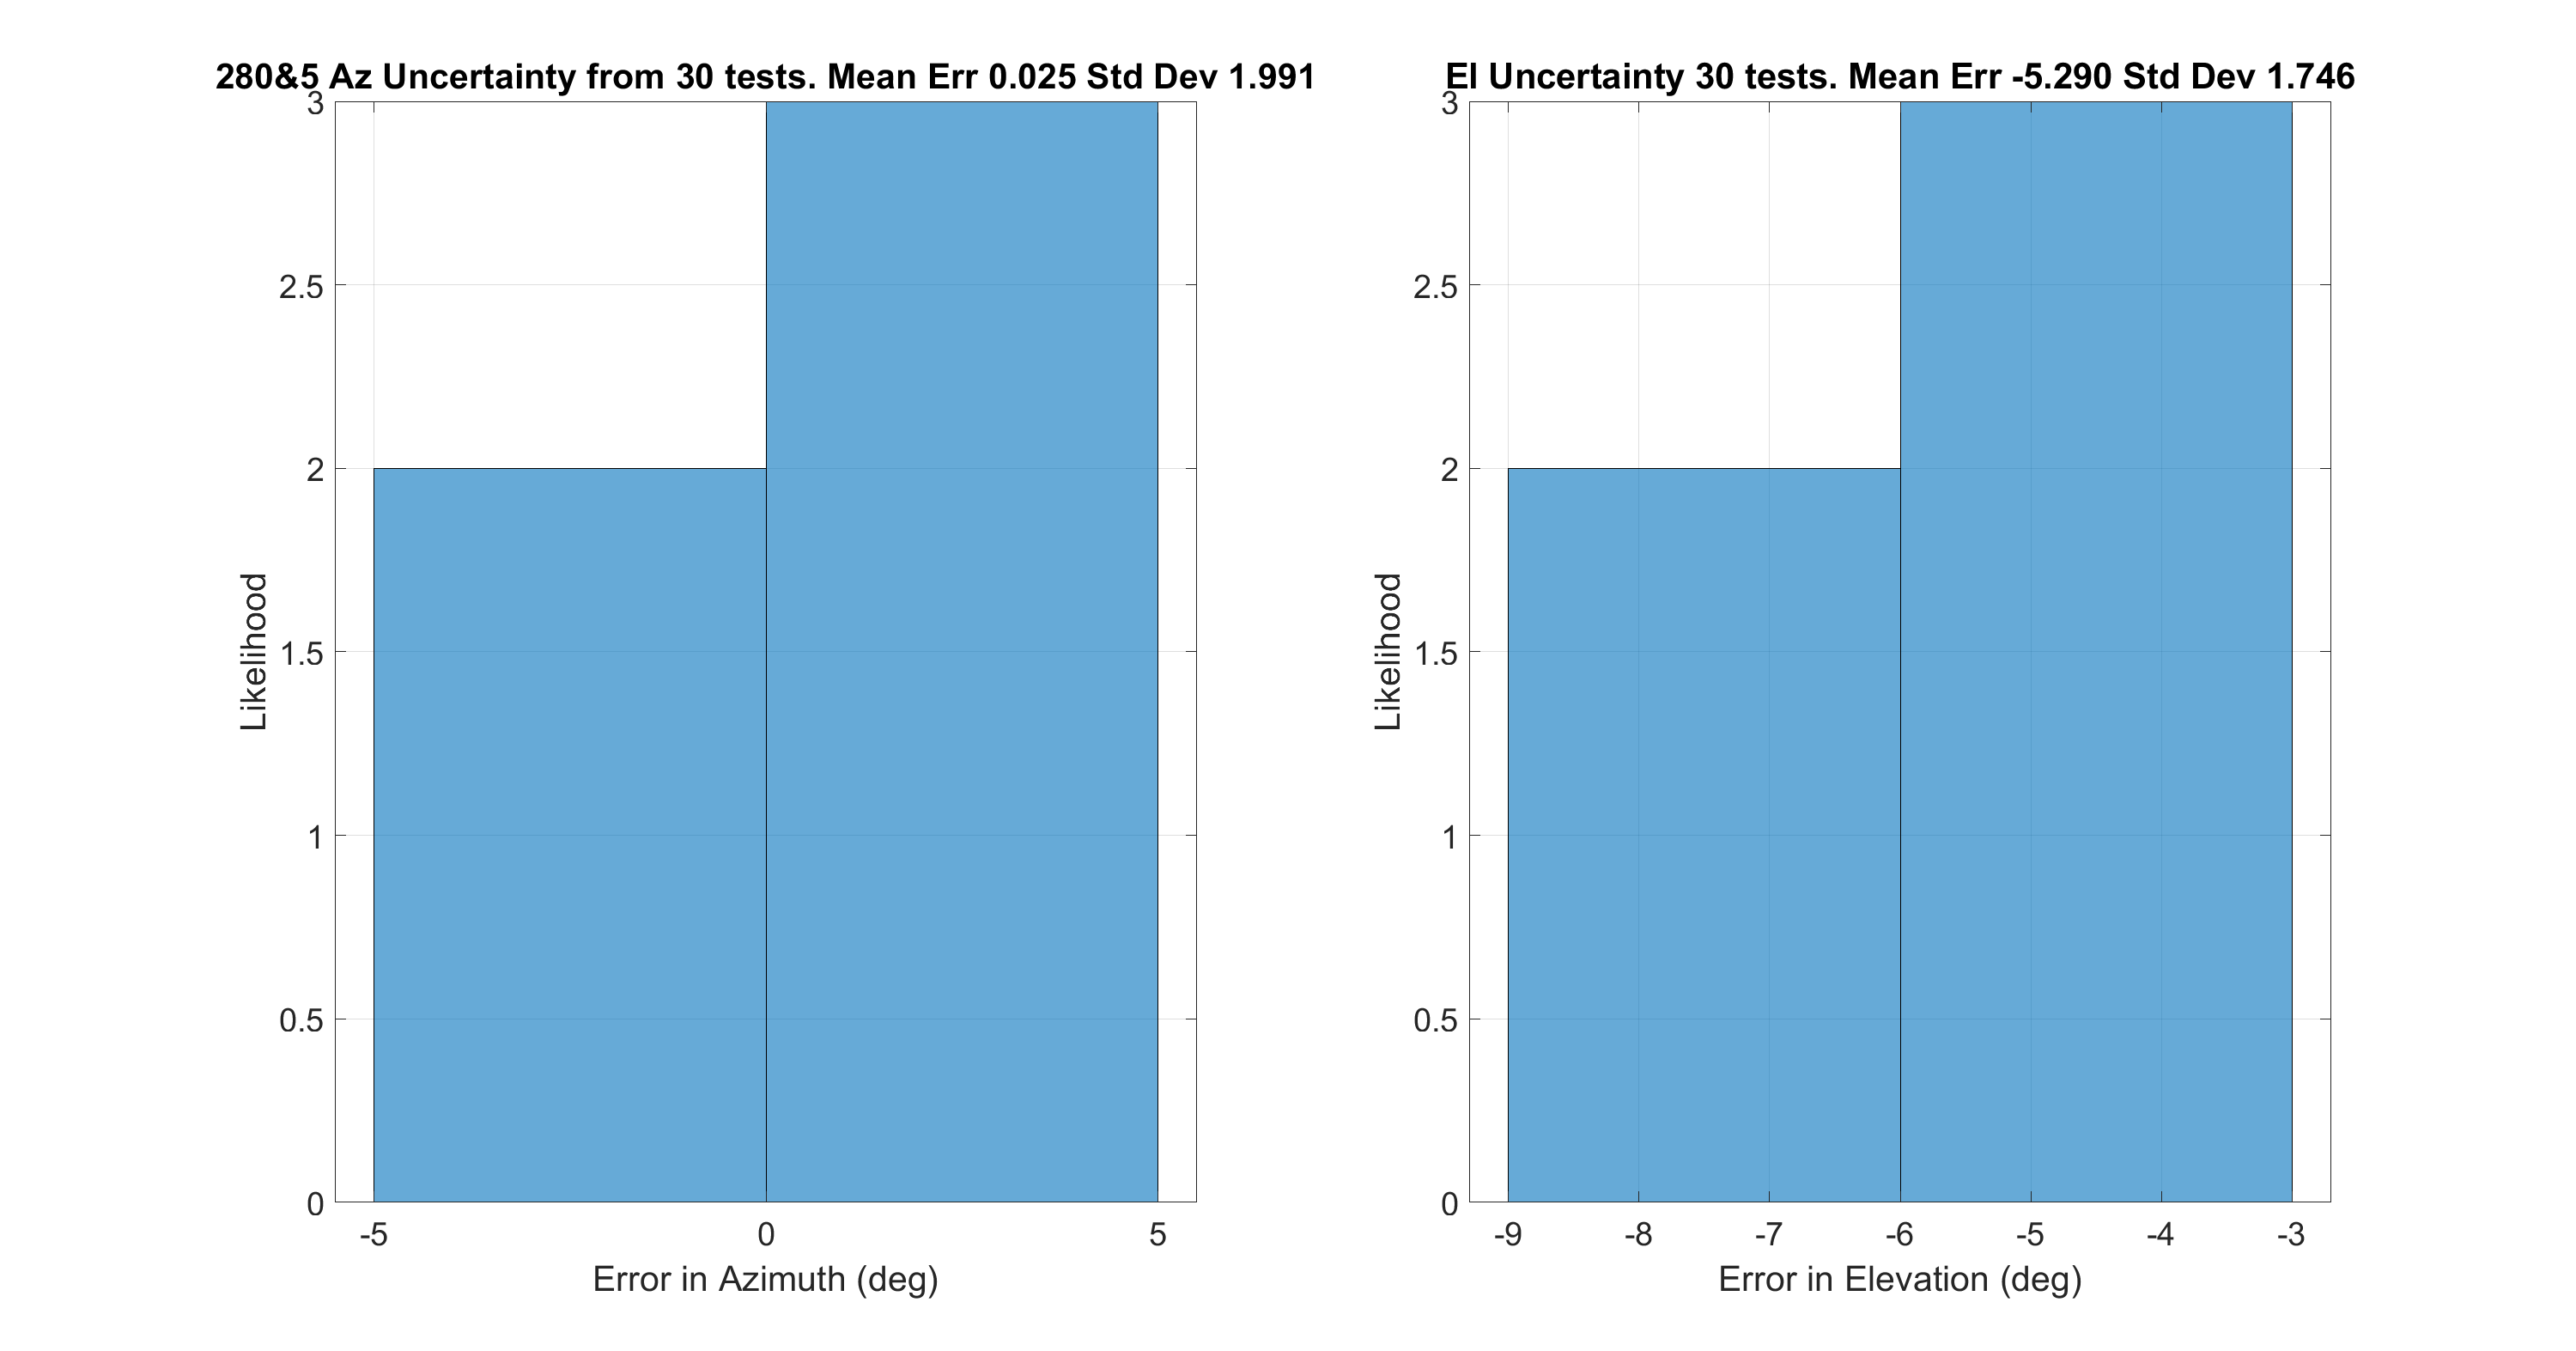 280&5 Az Uncertainty from 30 tests. Mean Err 0.025 Std Dev 1.991
3
2.5
2
1.5
1
0.5
0
Likelihood
-5 0 5
Error in Azimuth (deg)
El Uncertainty 30 tests. Mean Err -5.290 Std Dev 1.746
3
2.5
2
1.5
1
0.5
0
Likelihood
-9 -8 -7 -6 -5 -4 -3
Error in Elevation (deg)